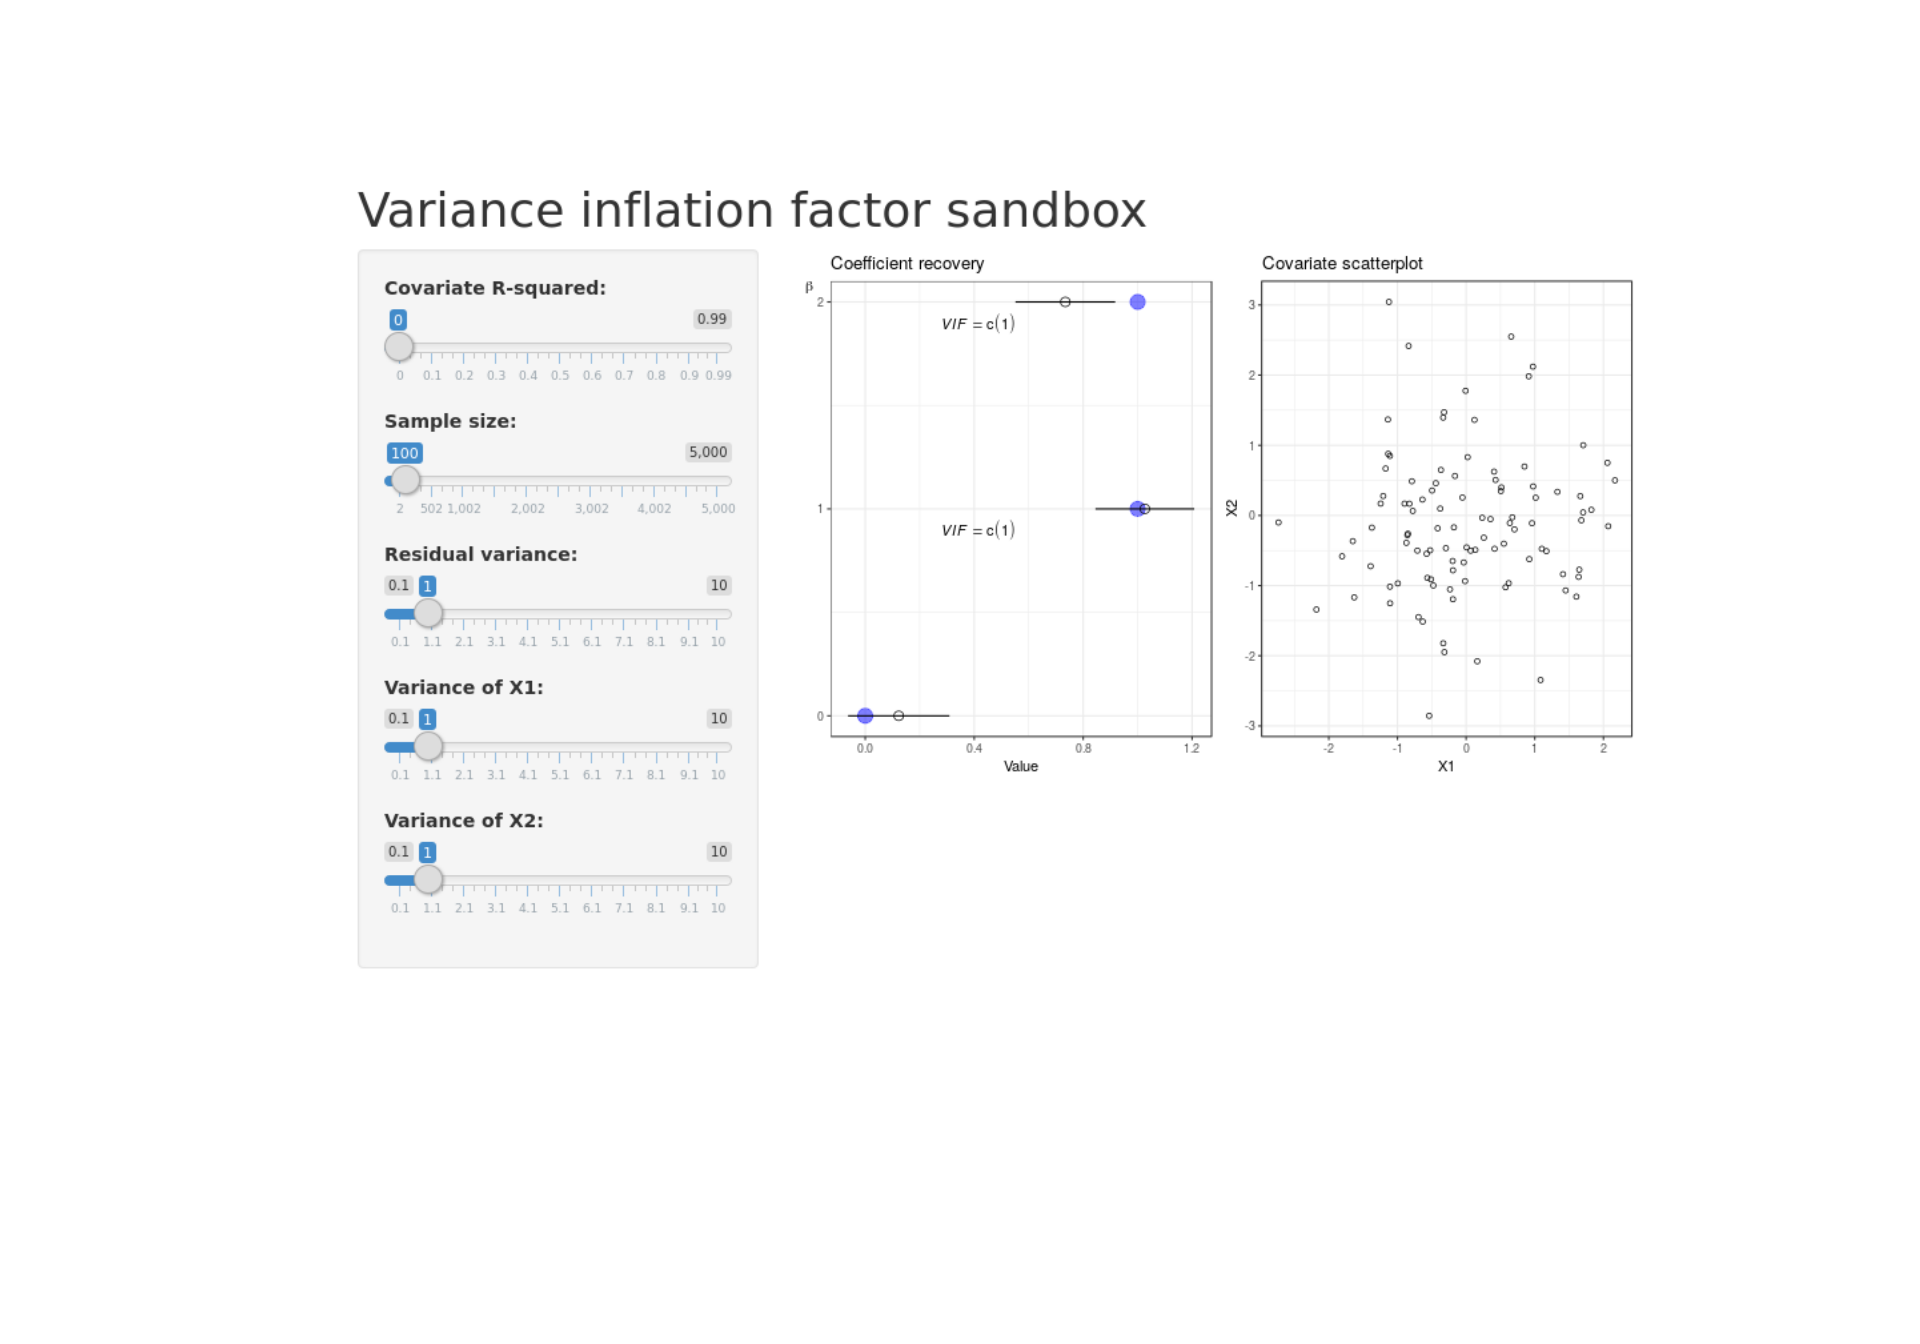 Variance inflation factor sandbox
Covariate R-squared:
0 0.99
0 0.1 0.2 0.3 0.4 0.5 0.6 0.7 0.8 0.9 0.99
Sample size:
100 5,000
2 502 1,002 2,002 3,002 4,002 5,000
Residual variance:
0.1 1 10
0.1 1.1 2.1 3.1 4.1 5.1 6.1 7.1 8.1 9.1 10
Variance of X1:
0.1 1 10
0.1 1.1 2.1 3.1 4.1 5.1 6.1 7.1 8.1 9.1 10
Variance of X2:
0.1 1 10
0.1 1.1 2.1 3.1 4.1 5.1 6.1 7.1 8.1 9.1 10
Coefficient recovery
β
2
VIF = c(1)
1
VIF = c(1)
0
0.0 0.4 0.8 1.2
Value
Covariate scatterplot
3
2
1
0
-1
-2
-3
X2
-2 -1 0 1 2
X1